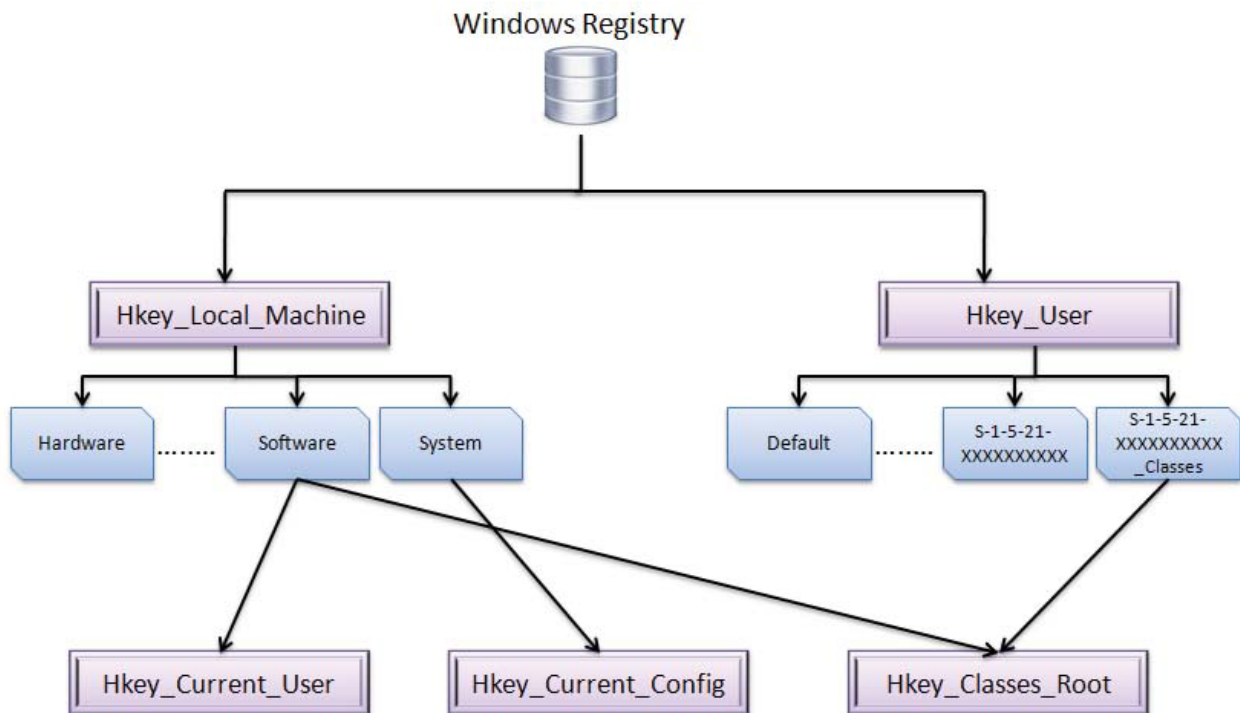 Windows Registry
Hkey_Local_Machine
Hkey_User
Hardware
........
Software
System
Default
........
S-1-5-21-
XXXXXXXXXX
S-1-5-21-
XXXXXXXXXX
_Classes
Hkey_Current_User
Hkey_Current_Config
Hkey_Classes_Root